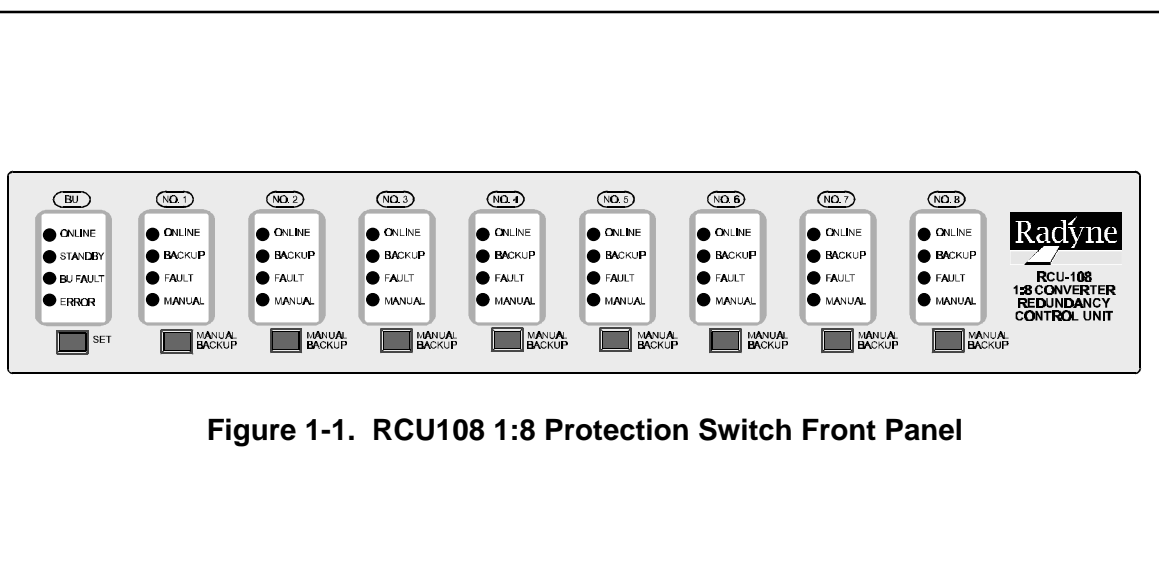 BU NO. 1 NO. 2 NO. 3 NO. 4 NO. 5 NO. 6 NO. 7 NO. 8
ONLINE ONLINE ONLINE ONLINE ONLINE ONLINE ONLINE ONLINE ONLINE
STANDBY BACKUP BACKUP BACKUP BACKUP BACKUP BACKUP BACKUP BACKUP
BU FAULT FAULT FAULT FAULT FAULT FAULT FAULT FAULT FAULT
ERROR MANUAL MANUAL MANUAL MANUAL MANUAL MANUAL MANUAL MANUAL
SET MANUAL MANUAL MANUAL MANUAL MANUAL MANUAL MANUAL MANUAL
BACKUP BACKUP BACKUP BACKUP BACKUP BACKUP BACKUP BACKUP
Radyne
RCU-108
1:8 CONVERTER
REDUNDANCY
CONTROL UNIT
Figure 1-1. RCU108 1:8 Protection Switch Front Panel